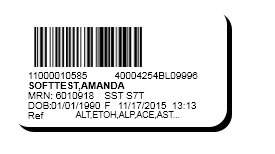 11000010585 40004254BL09996
SOFTTEST,AMANDA
MRN: 6010918 SST S7T
DOB:01/01/1990 F 11/17/2015 13:13
Ref ALT,ETOH,ALP,ACE,AST...